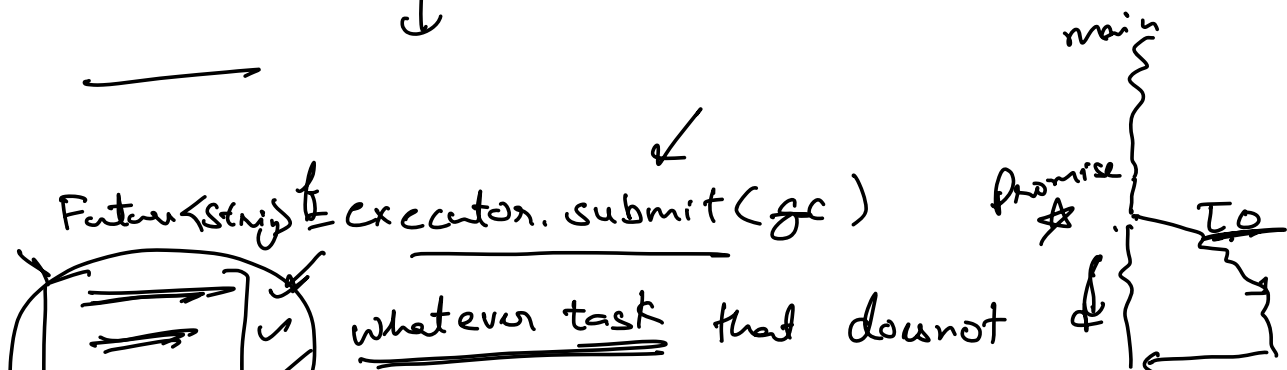 main
Promise
Future<String> f = executor.submit(gc)
IO
whatever task that doesnot
f